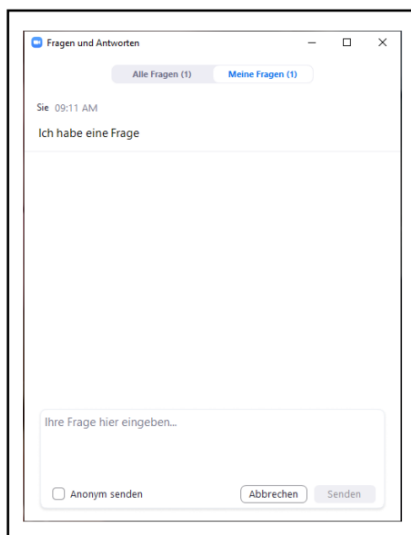 Fragen und Antworten
Alle Fragen (1) Meine Fragen (1)
Sie 09:11 AM
Ich habe eine Frage
Ihre Frage hier eingeben...
Anonym senden Abbrechen Senden